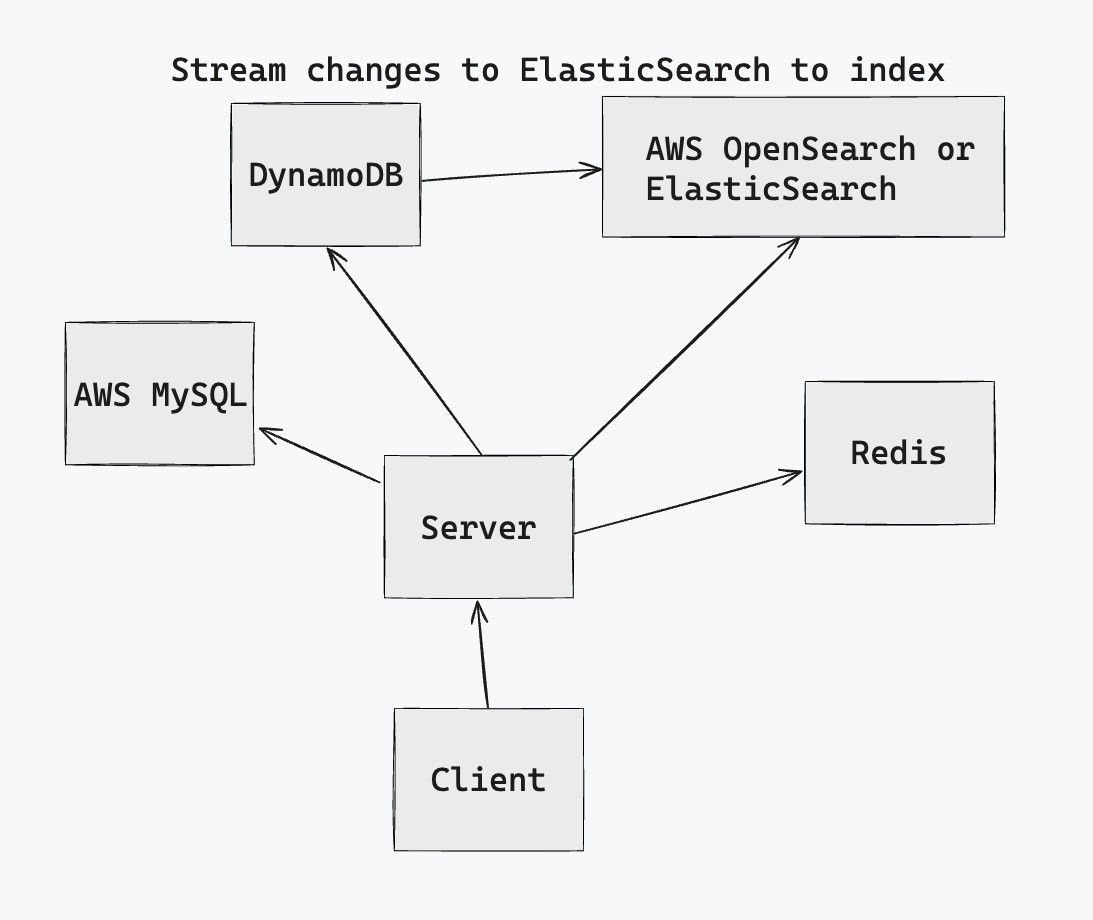 Stream changes to ElasticSearch to index
DynamoDB
AWS OpenSearch or
ElasticSearch
AWS MySQL
Redis
Server
Client